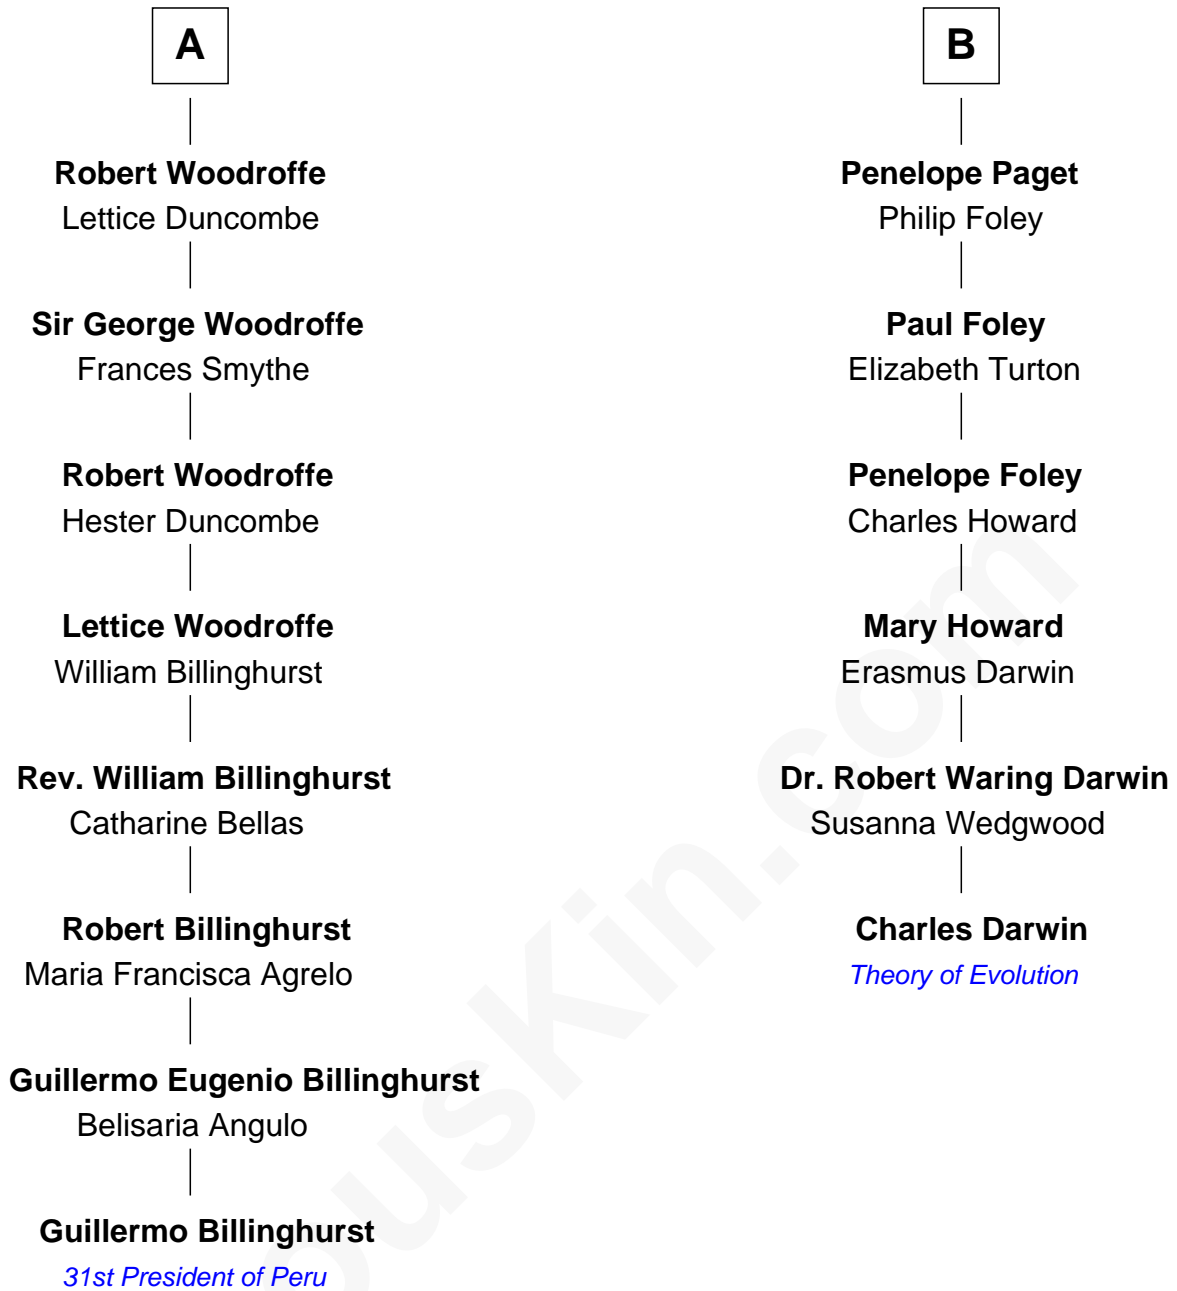 A
Robert Woodroffe
Lettice Duncombe
Sir George Woodroffe
Frances Smythe
Robert Woodroffe
Hester Duncombe
Lettice Woodroffe
William Billinghurst
Rev. William Billinghurst
Catharine Bellas
Robert Billinghurst
Maria Francisca Agrelo
Guillermo Eugenio Billinghurst
Belisaria Angulo
Guillermo Billinghurst
31st President of Peru
B
Penelope Paget
Philip Foley
Paul Foley
Elizabeth Turton
Penelope Foley
Charles Howard
Mary Howard
Erasmus Darwin
Dr. Robert Waring Darwin
Susanna Wedgwood
Charles Darwin
Theory of Evolution
ousKin.com